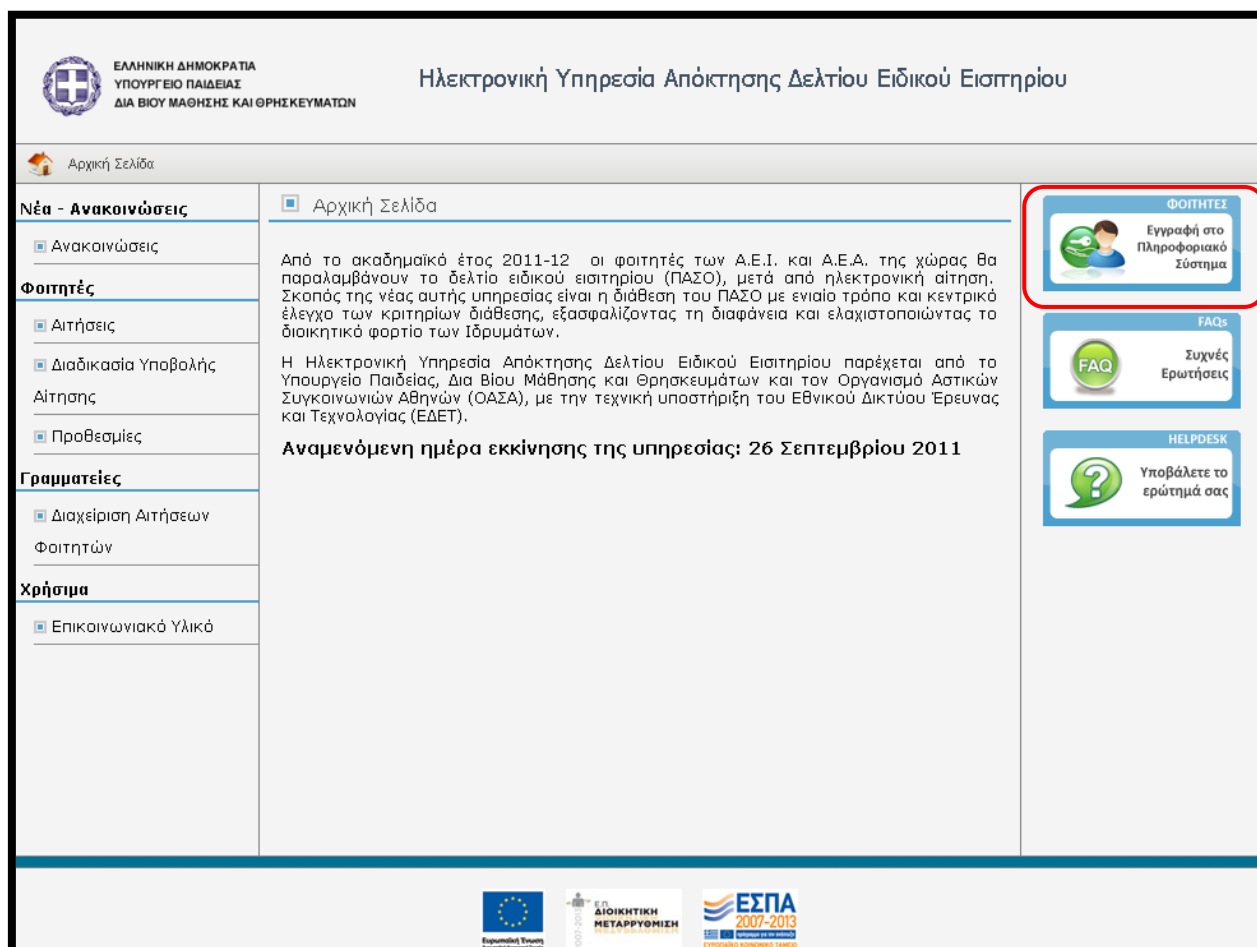 ΕΛΛΗΝΙΚΗ ΔΗΜΟΚΡΑΤΙΑ
ΥΠΟΥΡΓΕΙΟ ΠΑΙΔΕΙΑΣ
ΔΙΑ ΒΙΟΥ ΜΑΘΗΣΗΣ ΚΑΙ ΘΡΗΣΚΕΥΜΑΤΩΝ
Ηλεκτρονική Υπηρεσία Απόκτησης Δελτίου Ειδικού Εισιτηρίου
Αρχική Σελίδα
Νέα - Ανακοινώσεις
Ανακοινώσεις
Φοιτητές
Αιτήσεις
Διαδικασία Υποβολής
Αίτησης
Προθεσμίες
Γραμματείες
Διαχείριση Αιτήσεων
Φοιτητών
Χρήσιμα
Επικοινωνιακό Υλικό
Αρχική Σελίδα
Από το ακαδημαϊκό έτος 2011-12 οι φοιτητές των Α.Ε.Ι. και Α.Ε.Α. της χώρας θα
παραλαμβάνουν το δελτίο ειδικού εισιτηρίου (ΠΑΣΟ), μετά από ηλεκτρονική αίτηση.
Σκοπός της νέας αυτής υπηρεσίας είναι η διάθεση του ΠΑΣΟ με ενιαίο τρόπο και κεντρικό
έλεγχο των κριτηρίων διάθεσης, εξασφαλίζοντας τη διαφάνεια και ελαχιστοποιώντας το
διοικητικό φορτίο των Ιδρυμάτων.
Η Ηλεκτρονική Υπηρεσία Απόκτησης Δελτίου Ειδικού Εισιτηρίου παρέχεται από το
Υπουργείο Παιδείας, Δια Βίου Μάθησης και Θρησκευμάτων και τον Οργανισμό Αστικών
Συγκοινωνιών Αθηνών (ΟΑΣΑ), με την τεχνική υποστήριξη του Εθνικού Δικτύου Έρευνας
και Τεχνολογίας (ΕΔΕΤ).
Αναμενόμενη ημέρα εκκίνησης της υπηρεσίας: 26 Σεπτεμβρίου 2011
ΦΟΙΤΗΤΕΣ
Εγγραφή στο
Πληροφοριακό
Σύστημα
FAQs
FAQ
Συχνές
Ερωτήσεις
HELPDESK
Υποβάλετε το
ερώτημά σας
Ευρωπαϊκή Ένωση
Ε.Π.
ΔΙΟΙΚΗΤΙΚΗ
ΜΕΤΑΡΡΥΘΜΙΣΗ
ΕΣΠΑ
2007-2013
ΕΥΡΩΠΑΪΚΟ ΚΟΙΝΩΝΙΚΟ ΤΑΜΕΙΟ